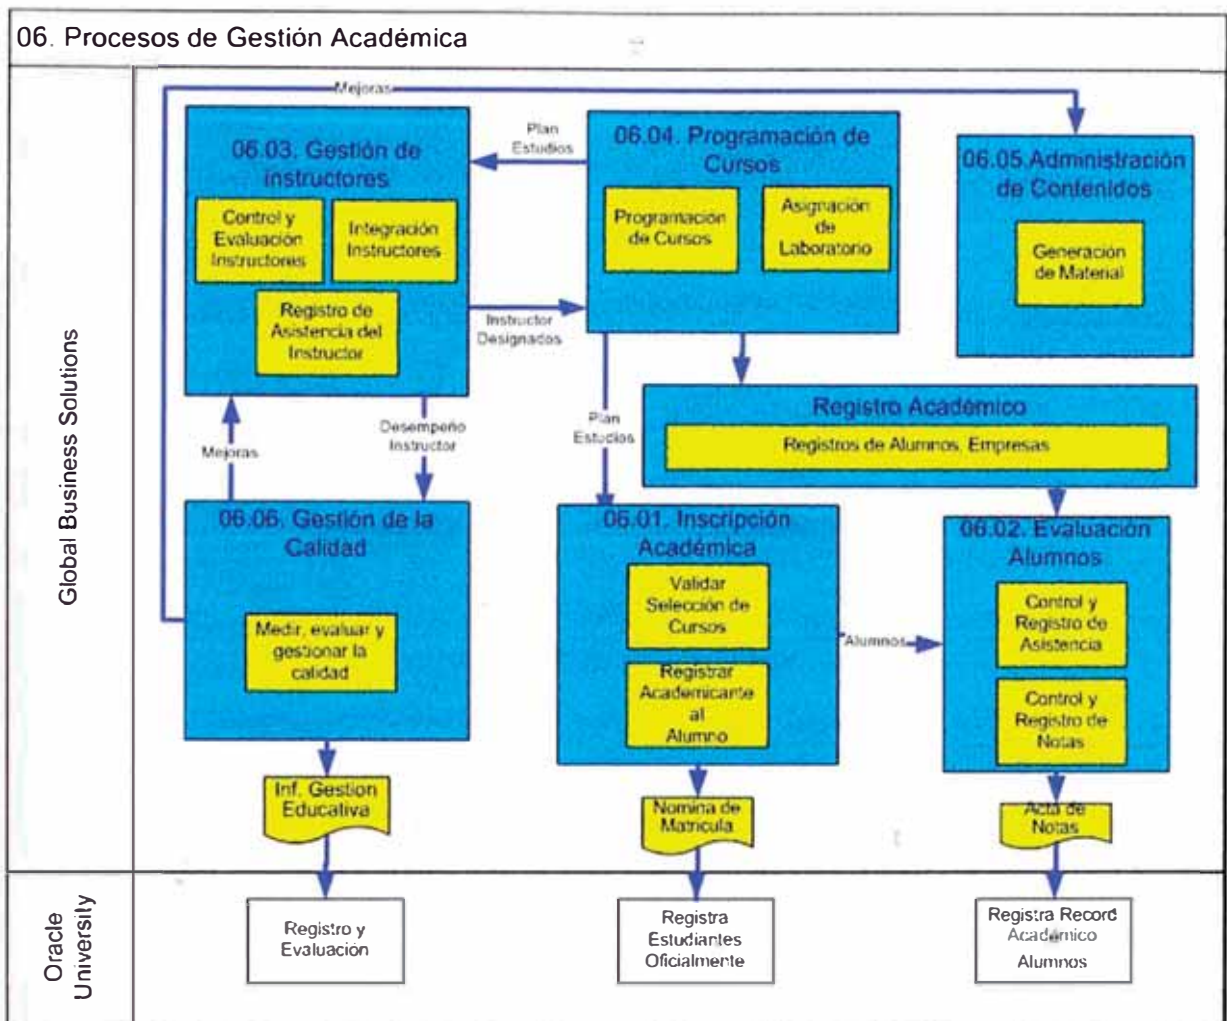 06. Procesos de Gestión Académica
Global Business Solutions
Mejoras
06.03. Gestión de
instructores
Control y
Evaluación
Instructores
Integración
Instructores
Registro de
Asistencia del
Instructor
Plan
Estudios
Instructor
Designados
06.04. Programación de
Cursos
Programación
de Cursos
Asignación
de
Laboratorio
06.05.Administración
de Contenidos
Generación
de Material
Mejoras
Desempeño
Instructor
Plan
Estudios
Registro Académico
Registros de Alumnos, Empresas
06.06. Gestión de la
Calidad
Medir, evaluar y
gestionar la
calidad
06.01. Inscripción
Académica
Validar
Selección de
Cursos
Registrar
Academicante
al
Alumno
Alumnos
06.02. Evaluación
Alumnos
Control y
Registro de
Asistencia
Control y
Registro de
Notas
Inf. Gestion
Educativa
Nomina de
Matricula
Acta de
Notas
Oracle
University
Registro y
Evaluación
Registra
Estudiantes
Oficialmente
Registra Record
Académico
Alumnos